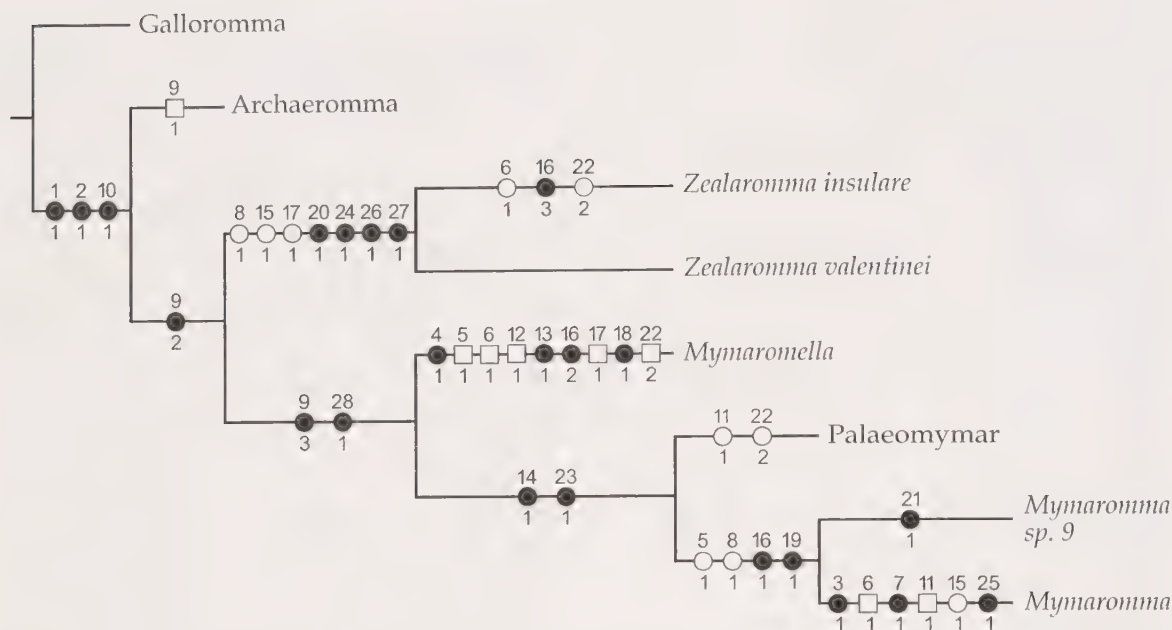 Galloromma
9
Archaeromma
1
1 2 10
1 1 1
6 16 22
Zealaromma insulare
1 3 2
8 15 17 20 24 26 27
1 1 1 1 1 1 1
Zealaromma valentinei
9
2
4 5 6 12 13 16 17 18 22
Mymaromella
1 1 1 1 1 2 1 1 2
9 28
3 1
11 22
Palaeomymar
1 2
14 23
1 1
21
Mymaromma
sp. 9
1
5 8 16 19
1 1 1 1
3 6 7 11 15 25
Mymaromma
1 1 1 1 1 1